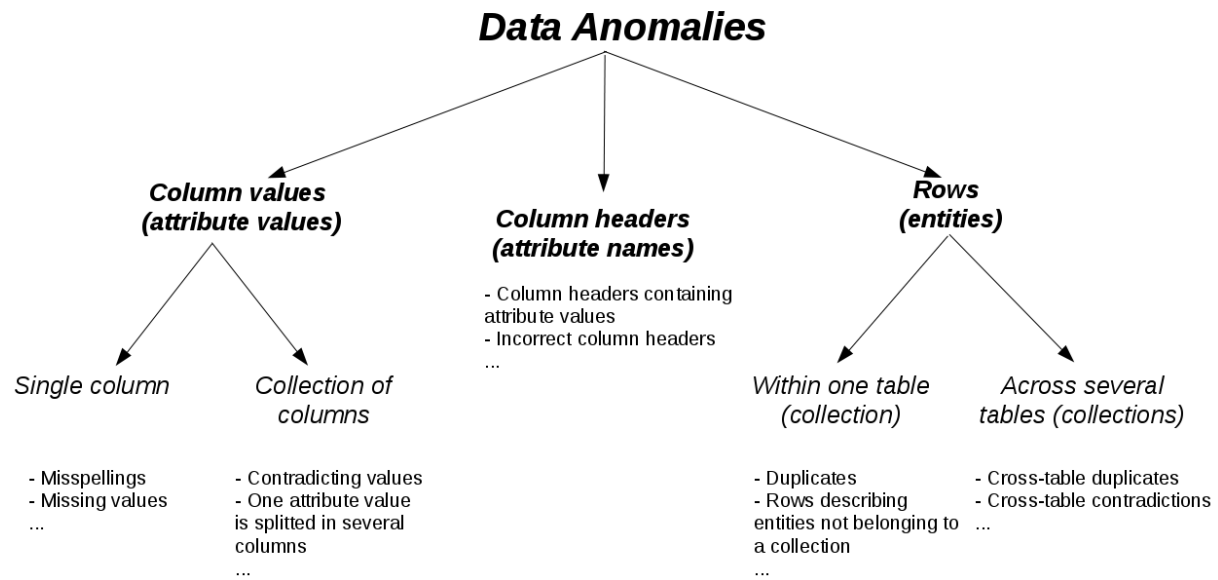 Data Anomalies
Column values
(attribute values)
Column headers
(attribute names)
Rows
(entities)
- Column headers containing
attribute values
- Incorrect column headers
...
Single column
Collection of
columns
Within one table
(collection)
Across several
tables (collections)
- Misspellings
- Missing values
...
- Contradicting values
- One attribute value
is splitted in several
columns
...
- Duplicates
- Rows describing
entities not belonging to
a collection
...
- Cross-table duplicates
- Cross-table contradictions
...